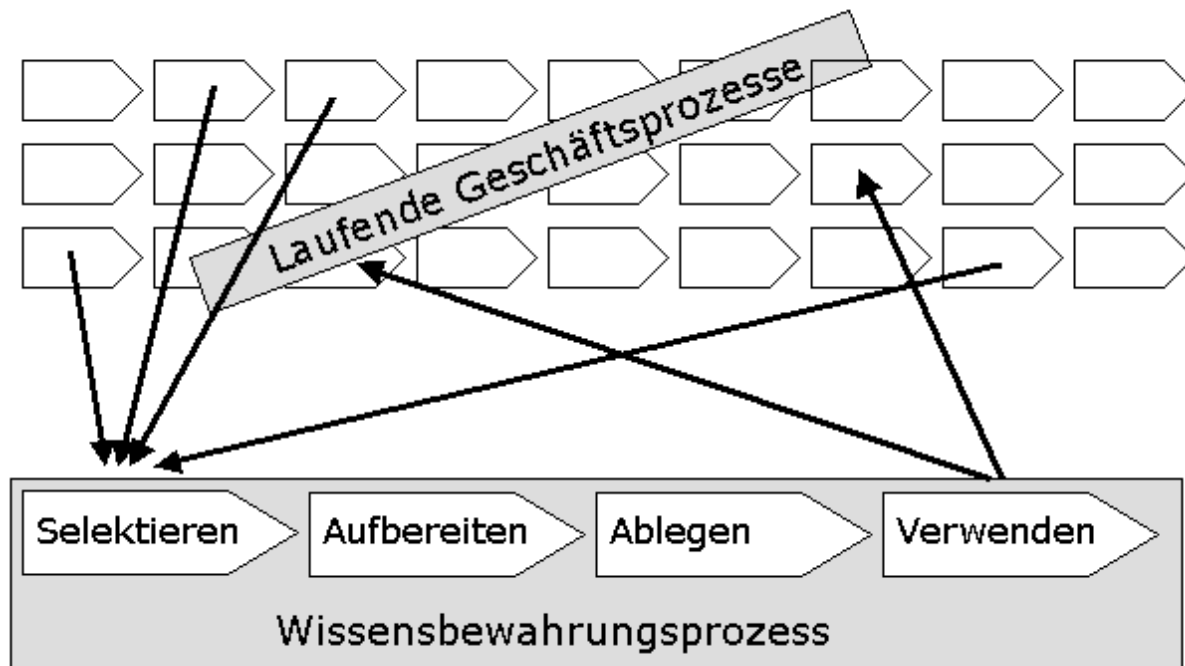 Laufende Geschäftsprozesse
Selektieren
Aufbereiten
Ablegen
Verwenden
Wissensbewahrungsprozess